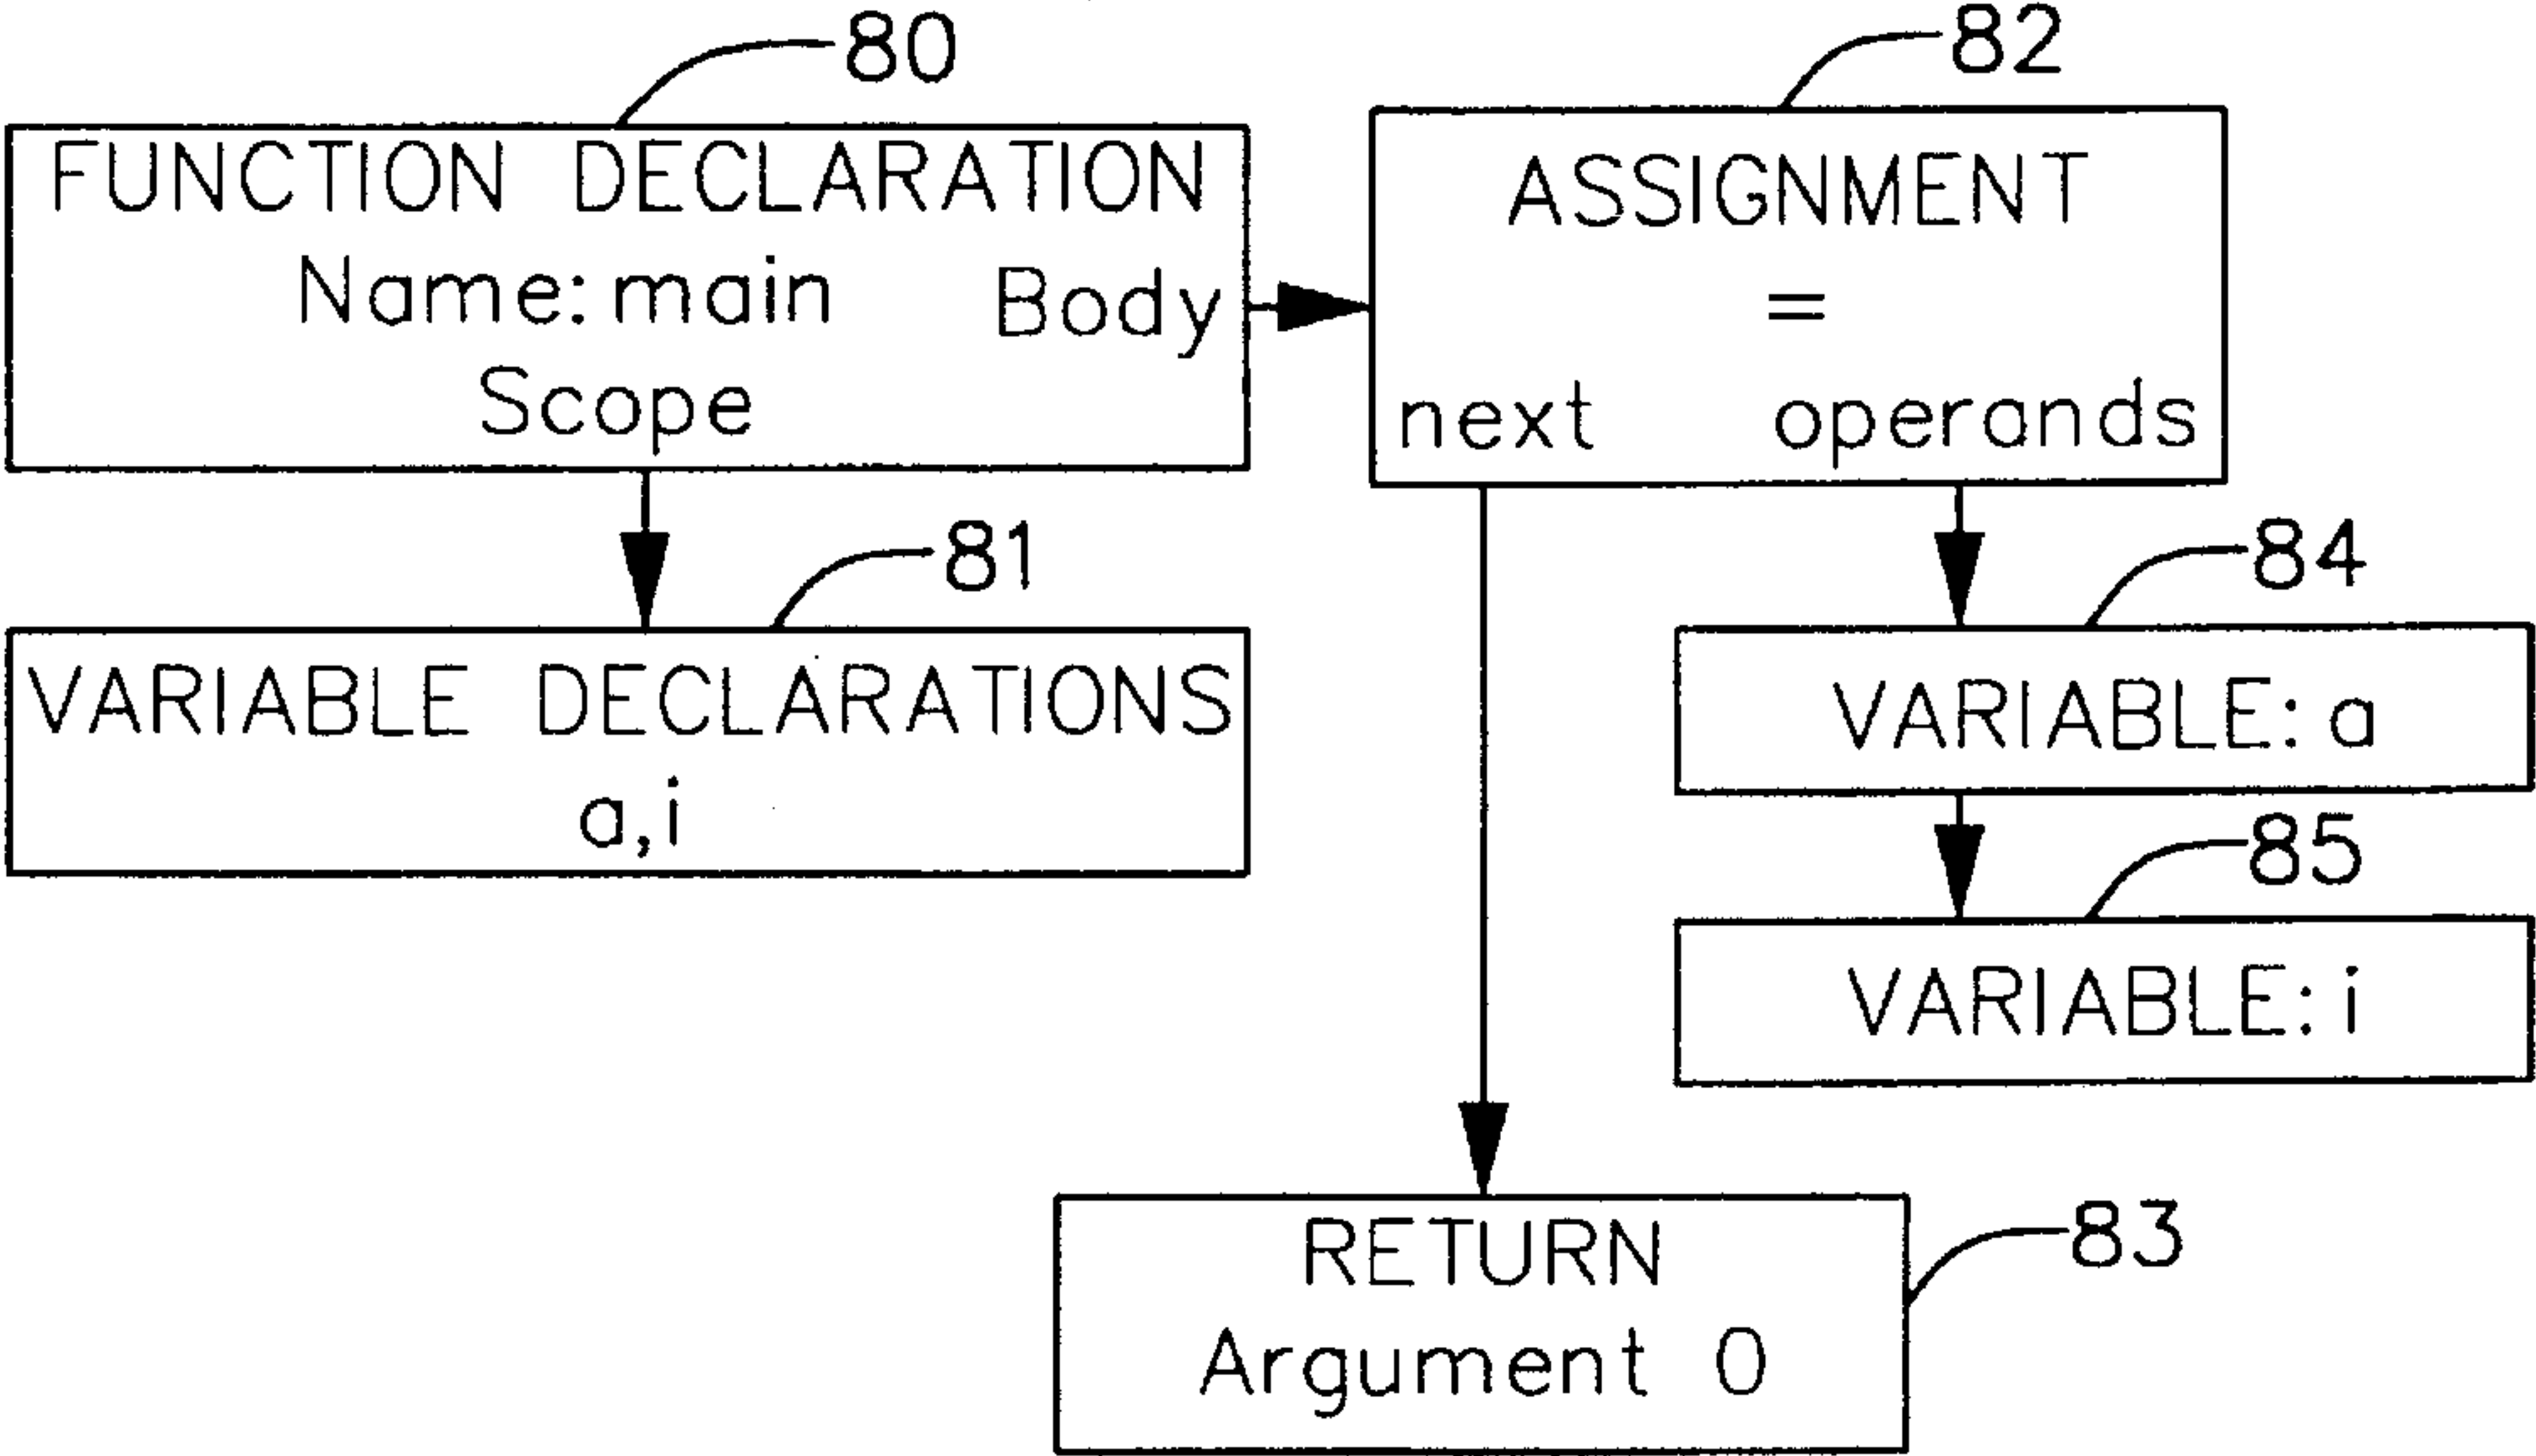 80
FUNCTION DECLARATION
Name: main
Body
Scope
82
ASSIGNMENT
=
next operands
81
VARIABLE DECLARATIONS
a,i
84
VARIABLE: a
85
VARIABLE: i
83
RETURN
Argument 0